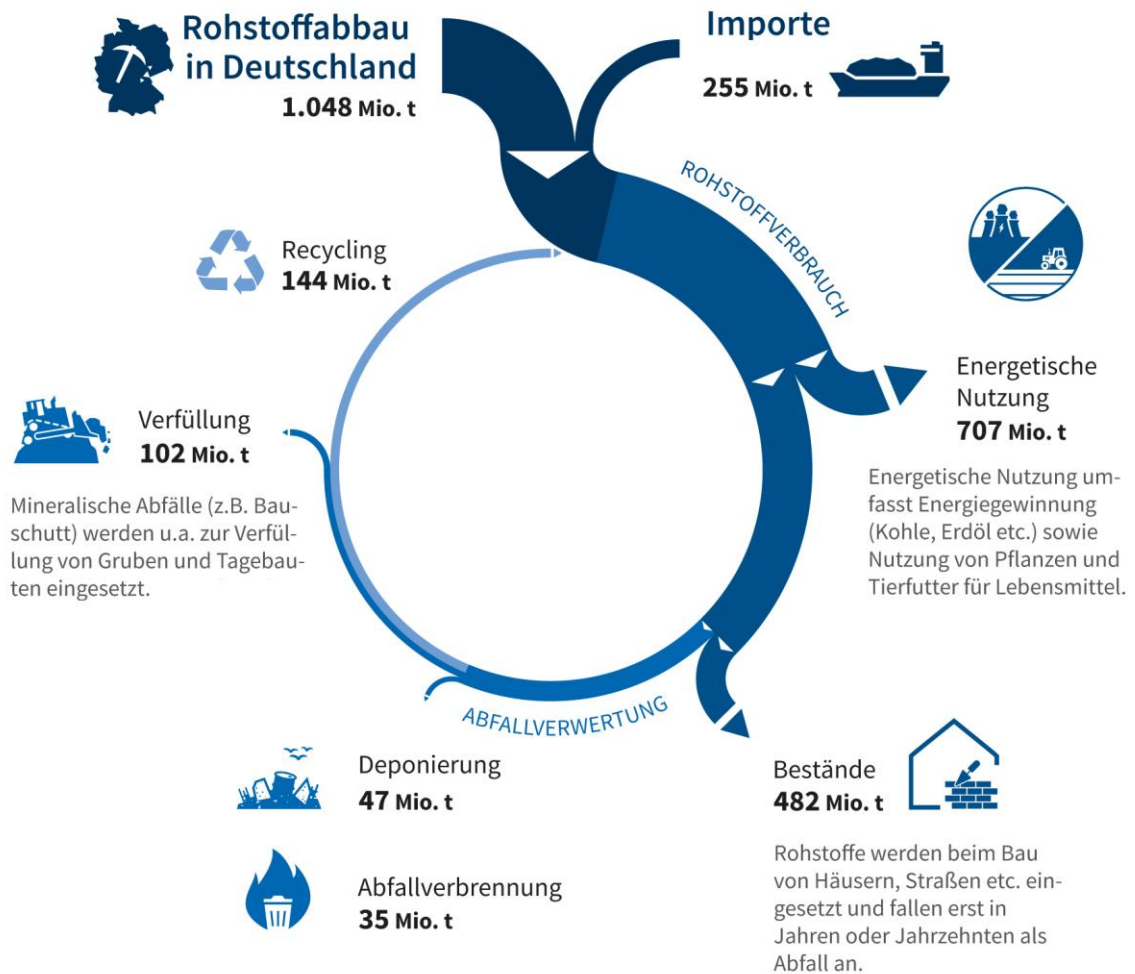 Rohstoffabbau
in Deutschland
1.048 Mio. t
Importe
255 Mio. t
ROHSTOFFVERBRAUCH
Recycling
144 Mio. t
Energetische
Nutzung
707 Mio. t
Energetische Nutzung um-
fasst Energiegewinnung
(Kohle, Erdöl etc.) sowie
Nutzung von Pflanzen und
Tierfutter für Lebensmittel.
Verfüllung
102 Mio. t
Mineralische Abfälle (z.B. Bau-
schutt) werden u.a. zur Verfül-
lung von Gruben und Tagebau-
ten eingesetzt.
ABFALLVERWERTUNG
Deponierung
47 Mio. t
Abfallverbrennung
35 Mio. t
Bestände
482 Mio. t
Rohstoffe werden beim Bau
von Häusern, Straßen etc. ein-
gesetzt und fallen erst in
Jahren oder Jahrzehnten als
Abfall an.